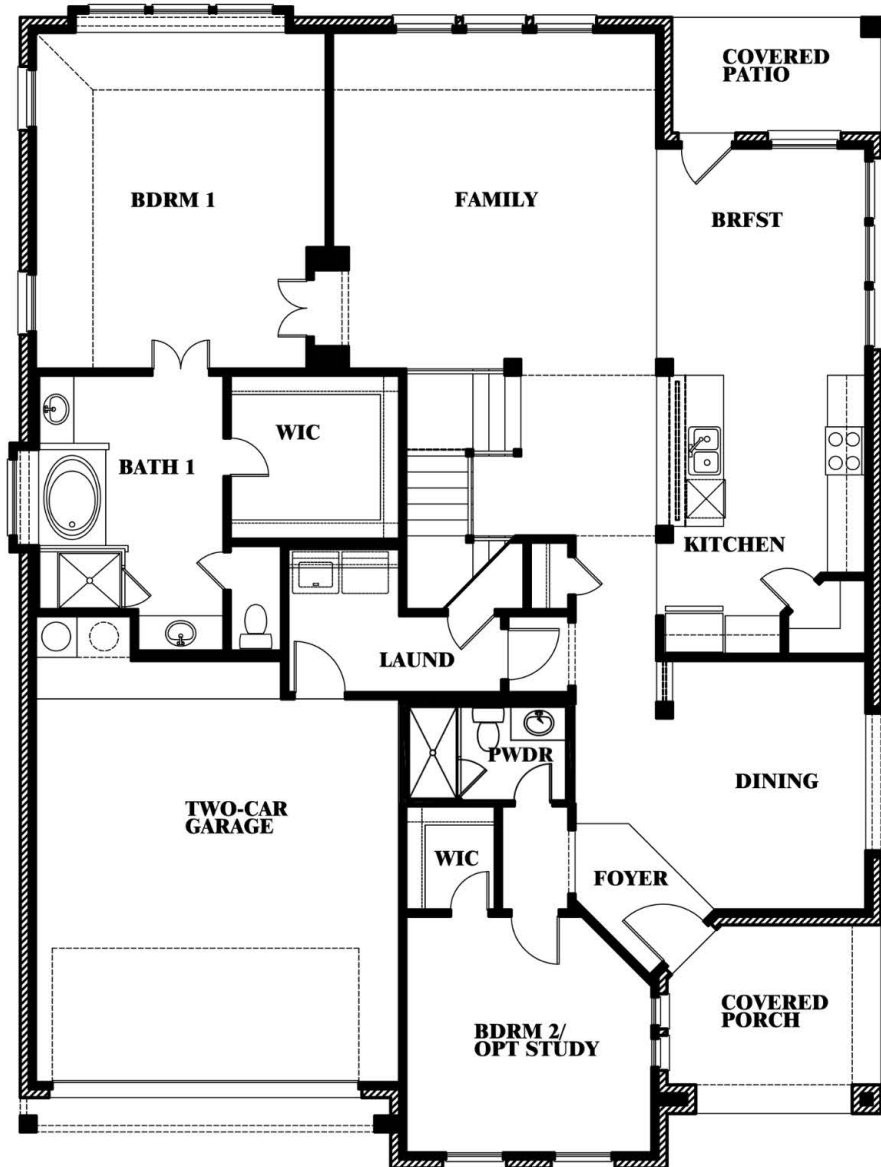 COVERED
PATIO
BDRM 1
FAMILY
BRFST
WIC
BATH 1
KITCHEN
LAUND
PWDR
DINING
TWO-CAR
GARAGE
WIC
FOYER
COVERED
PORCH
BDRM 2/
OPT STUDY